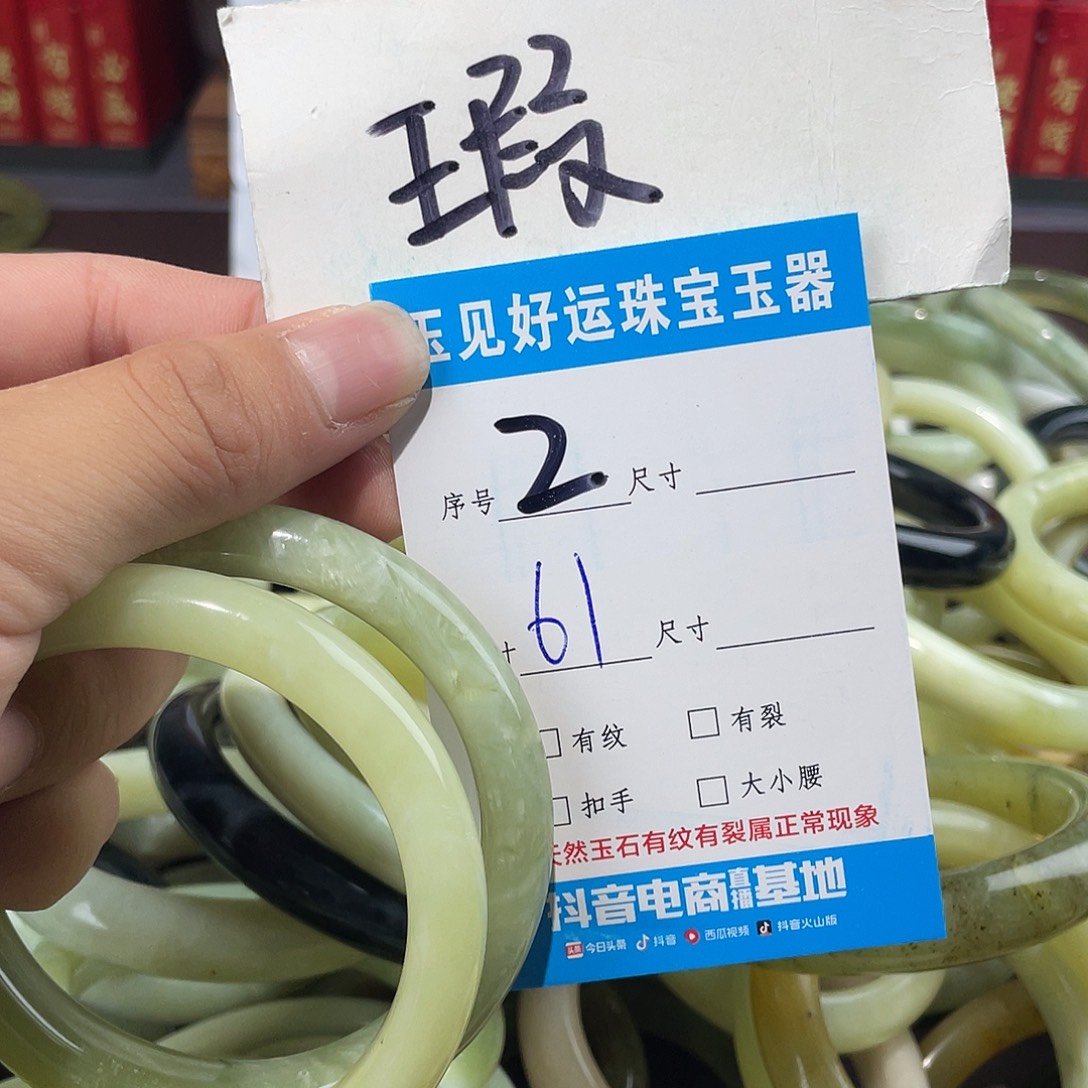 瑕
玉见好运珠宝玉器
序号 2 尺寸
寸 61 尺寸
有纹 有裂
扣手 大小腰
天然玉石有纹有裂属正常现象
抖音电商直播基地
头条 今日头条 抖音 西瓜视频 抖音火山版